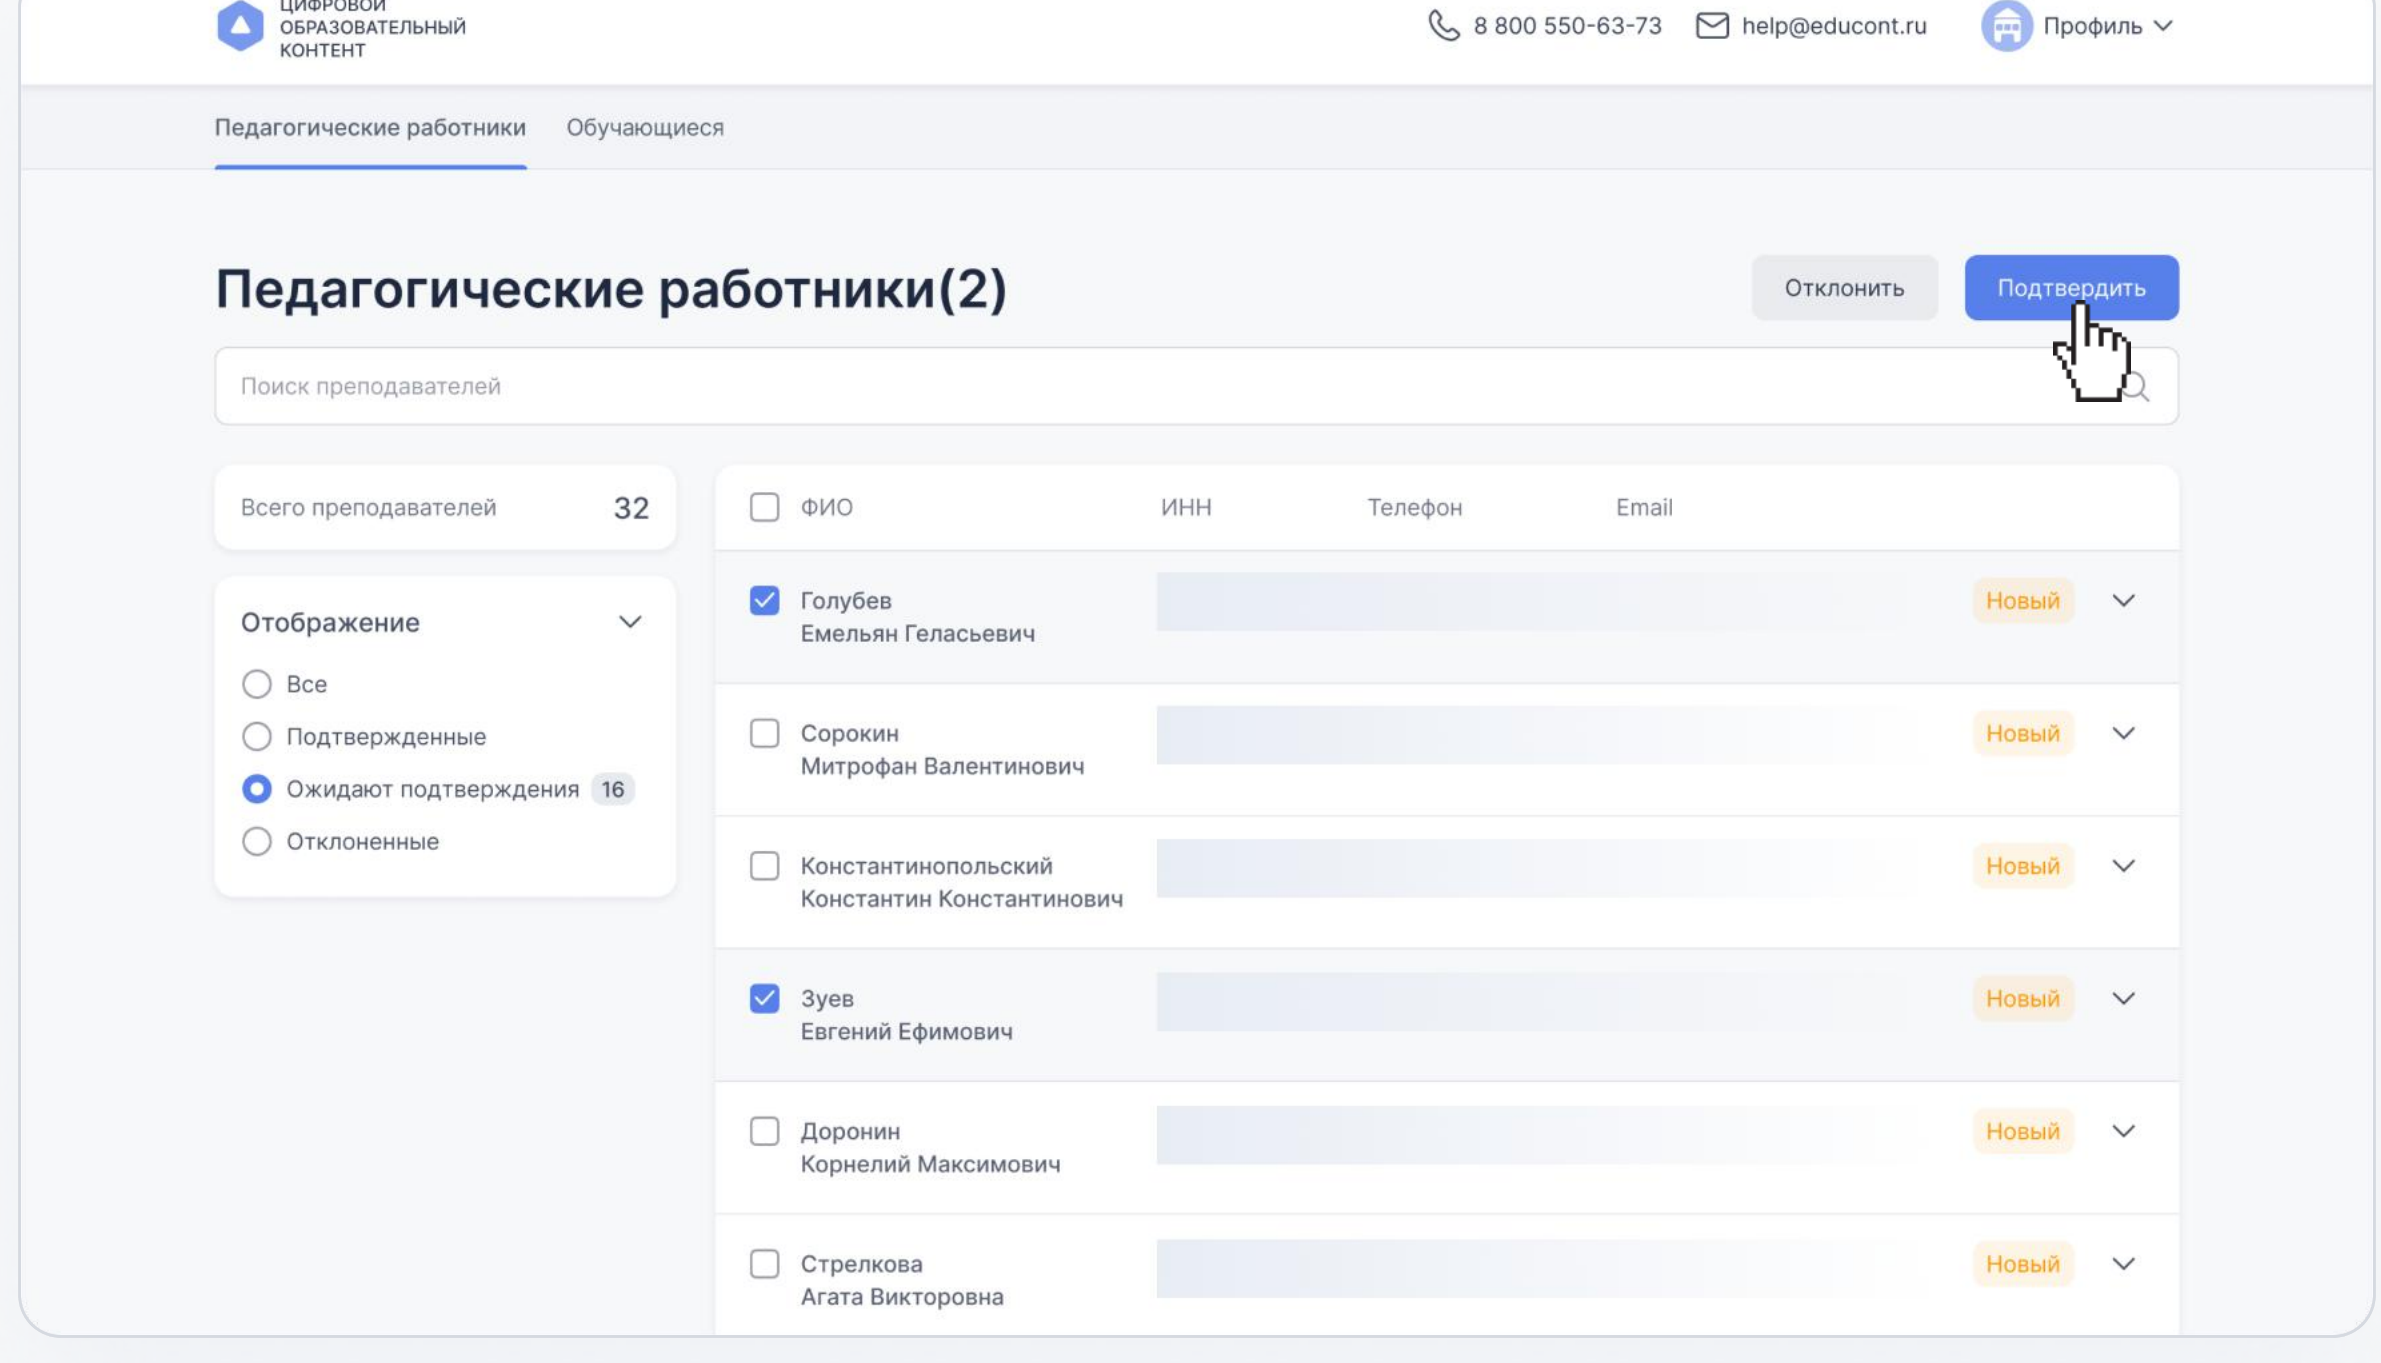 ЦИФРОВОЙ
ОБРАЗОВАТЕЛЬНЫЙ
КОНТЕНТ
8 800 550-63-73
help@educont.ru
Профиль
Педагогические работники
Обучающиеся
Педагогические работники(2)
Отклонить
Подтвердить
Поиск преподавателей
Всего преподавателей 32
Отображение
Все
Подтвержденные
Ожидают подтверждения 16
Отклоненные
ФИО ИНН Телефон Email
Голубев
Емельян Геласьевич
Новый
Сорокин
Митрофан Валентинович
Новый
Константинопольский
Константин Константинович
Новый
Зуев
Евгений Ефимович
Новый
Доронин
Корнелий Максимович
Новый
Стрелкова
Агата Викторовна
Новый